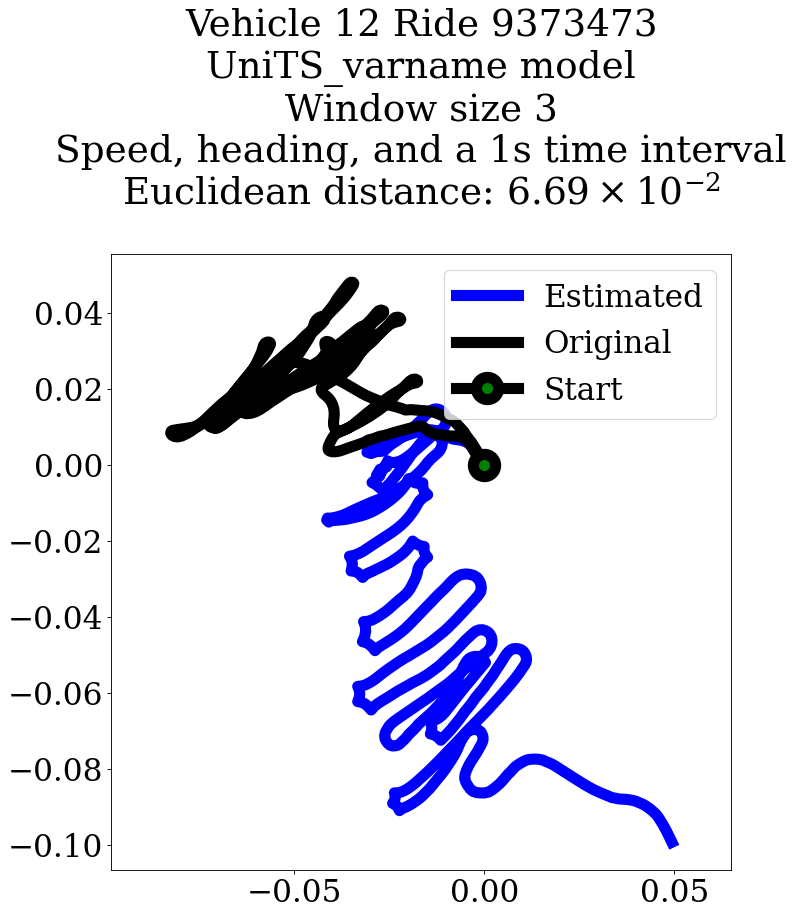 Vehicle 12 Ride 9373473
UniTS_varname model
Window size 3
Speed, heading, and a 1s time interval
Euclidean distance: 6.69 × 10⁻²
Estimated
Original
Start
0.04
0.02
0.00
−0.02
−0.04
−0.06
−0.08
−0.10
−0.05
0.00
0.05